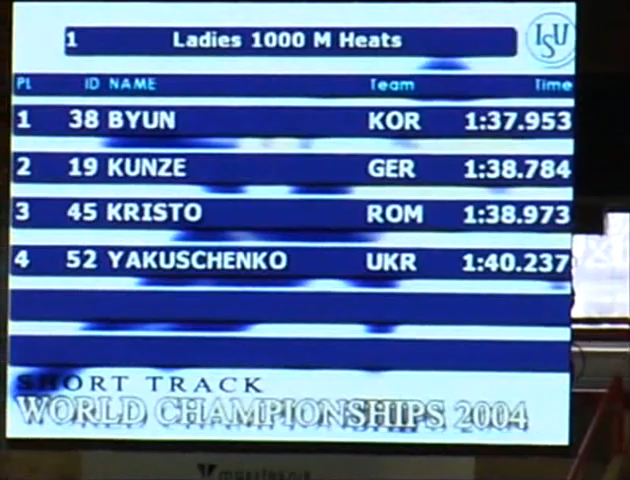 1 Ladies 1000 M Heats
ISU
PL ID NAME Team Time
1 38 BYUN KOR 1:37.953
2 19 KUNZE GER 1:38.784
3 45 KRISTO ROM 1:38.973
4 52 YAKUSCHENKO UKR 1:40.237
SHORT TRACK
WORLD CHAMPIONSHIPS 2004